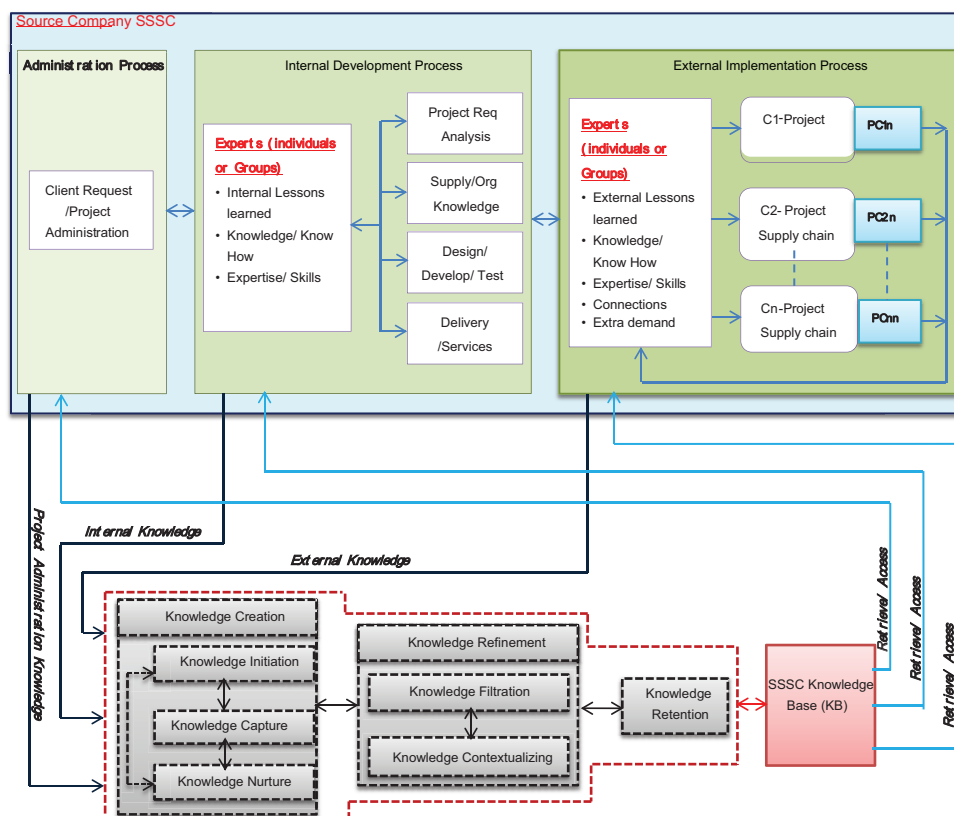 Source Company SSSC
Administration Process
Client Request
/Project
Administration
Internal Development Process
Experts (individuals
or Groups)
• Internal Lessons
learned
• Knowledge/ Know
How
• Expertise/ Skills
Project Req
Analysis
Supply/Org
Knowledge
Design/
Develop/ Test
Delivery
/Services
External Implementation Process
Experts
(individuals or
Groups)
• External Lessons
learned
• Knowledge/
Know How
• Expertise/ Skills
• Connections
• Extra demand
C1-Project
PC1n
C2- Project
Supply chain
PC2n
Cn-Project
Supply chain
PCnn
Project Administration Knowledge
Internal Knowledge
External Knowledge
Knowledge Creation
Knowledge Initiation
Knowledge Capture
Knowledge Nurture
Knowledge Refinement
Knowledge Filtration
Knowledge Contextualizing
Knowledge
Retention
SSSC Knowledge
Base (KB)
Retrieve/ Access
Retrieve/ Access
Retrieve/ Access